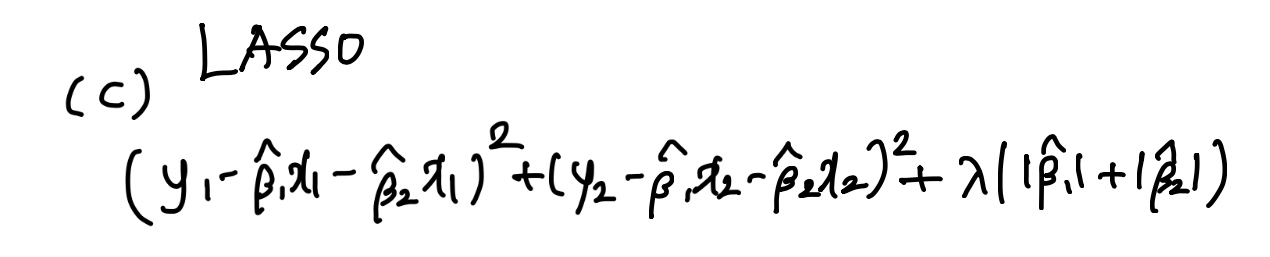 (c) LASSO
(y₁ - β̂₁x₁ - β̂₂x₁)² + (y₂ - β̂₁x₂ - β̂₂x₂)² + λ(|β̂₁| + |β̂₂|)